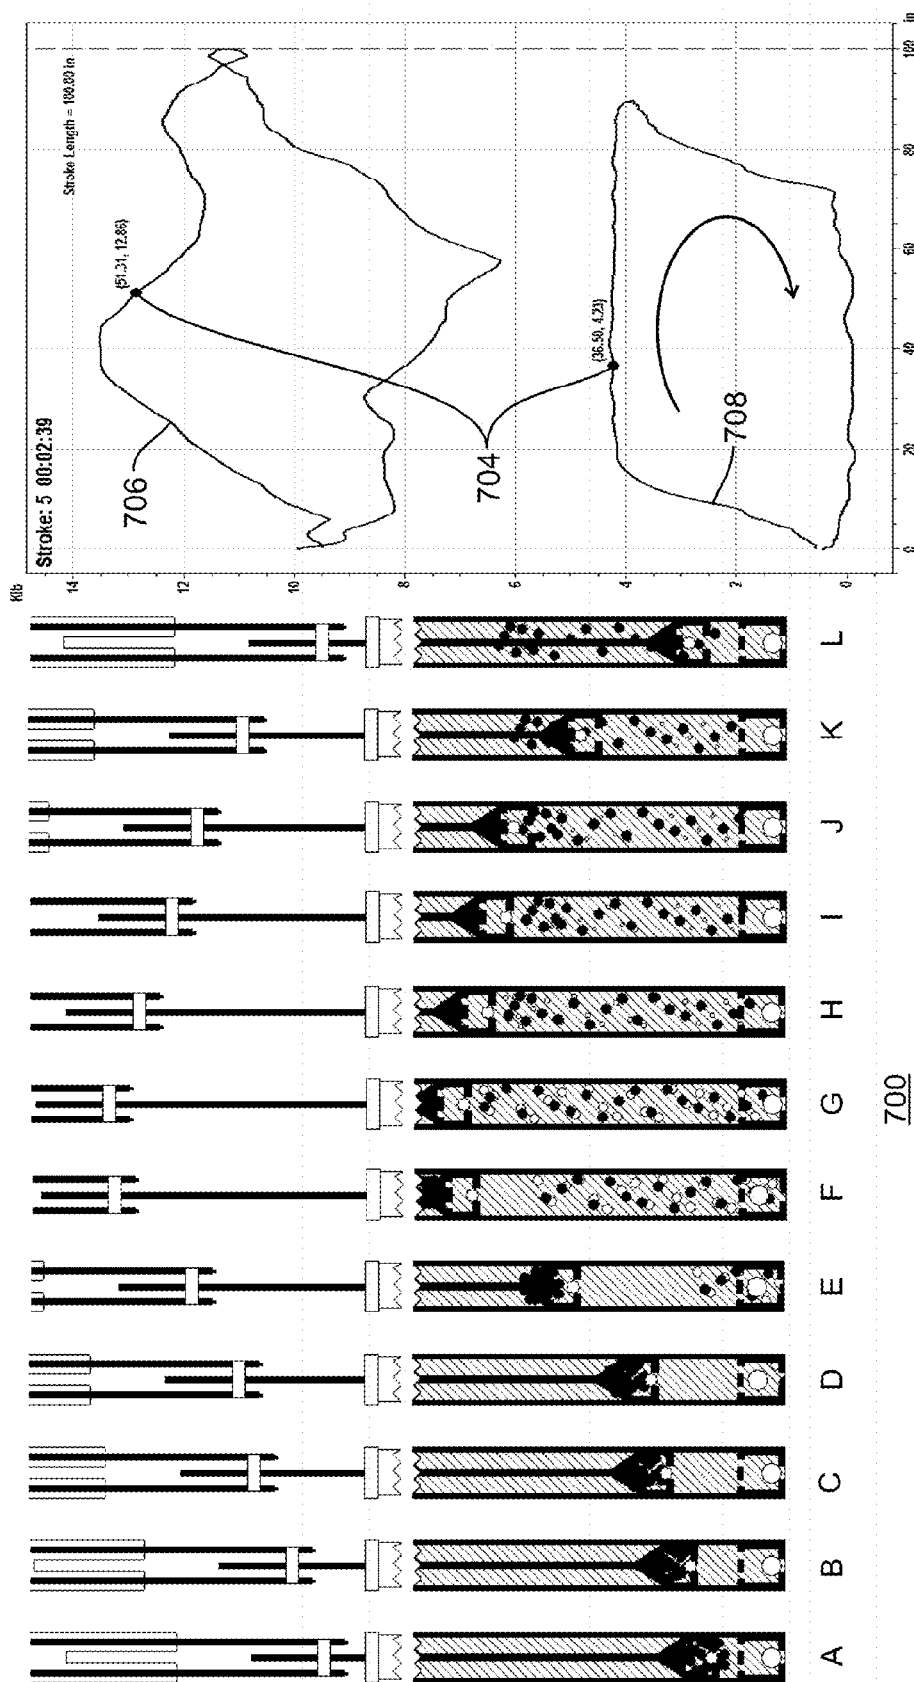 Stroke: 5 00:02:39
Stroke Length = 100.00 in
(51.31, 12.86)
706
704
(36.50, 4.23)
708
Klb
14
12
10
8
6
4
2
0
0
20
40
60
80
100
in
A
B
C
D
E
F
G
H
I
J
K
L
700